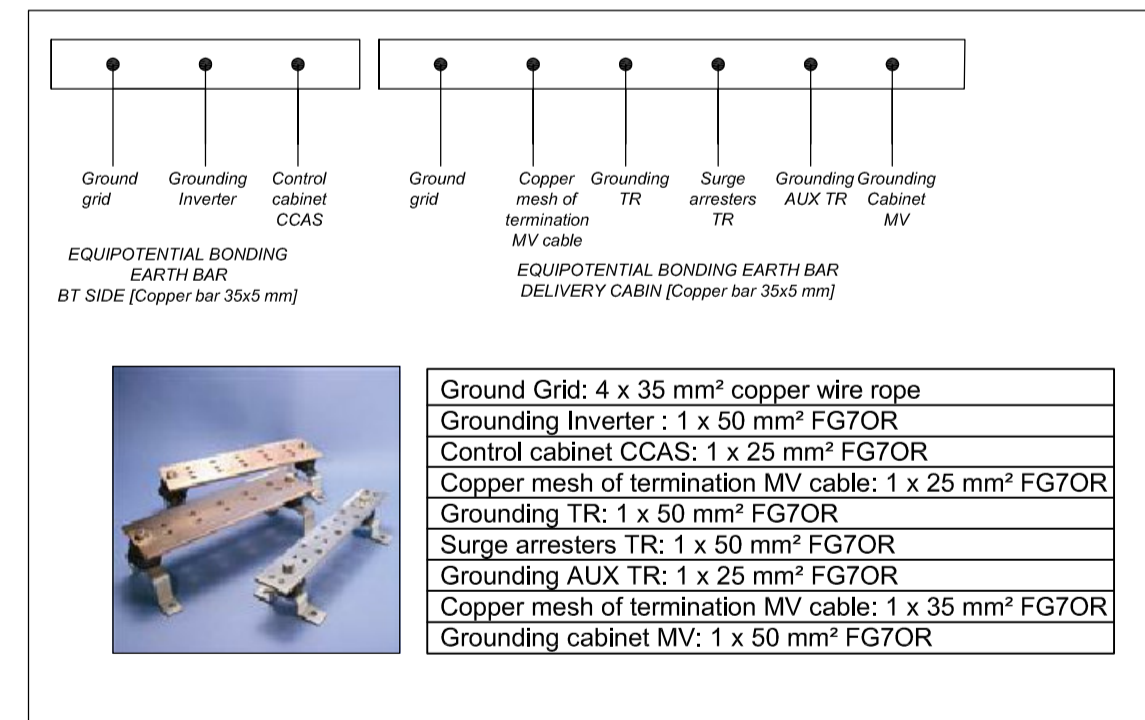 Ground
grid
Grounding
Inverter
Control
cabinet
CCAS
EQUIPOTENTIAL BONDING
EARTH BAR
BT SIDE [Copper bar 35x5 mm]
Ground
grid
Copper
mesh of
termination
MV cable
Grounding
TR
Surge
arresters
TR
Grounding
AUX TR
Grounding
Cabinet
MV
EQUIPOTENTIAL BONDING EARTH BAR
DELIVERY CABIN [Copper bar 35x5 mm]
Ground Grid: 4 x 35 mm² copper wire rope
Grounding Inverter : 1 x 50 mm² FG7OR
Control cabinet CCAS: 1 x 25 mm² FG7OR
Copper mesh of termination MV cable: 1 x 25 mm² FG7OR
Grounding TR: 1 x 50 mm² FG7OR
Surge arresters TR: 1 x 50 mm² FG7OR
Grounding AUX TR: 1 x 25 mm² FG7OR
Copper mesh of termination MV cable: 1 x 35 mm² FG7OR
Grounding cabinet MV: 1 x 50 mm² FG7OR